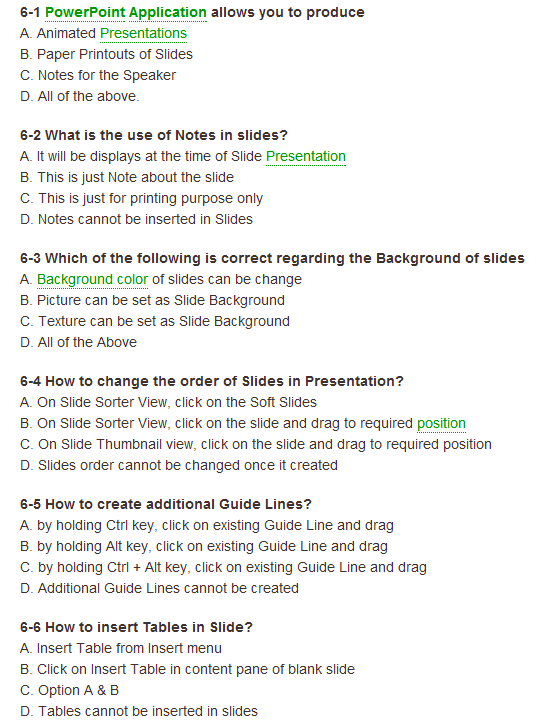 6-1 PowerPoint Application allows you to produce
A. Animated Presentations
B. Paper Printouts of Slides
C. Notes for the Speaker
D. All of the above.
6-2 What is the use of Notes in slides?
A. It will be displays at the time of Slide Presentation
B. This is just Note about the slide
C. This is just for printing purpose only
D. Notes cannot be inserted in Slides
6-3 Which of the following is correct regarding the Background of slides
A. Background color of slides can be change
B. Picture can be set as Slide Background
C. Texture can be set as Slide Background
D. All of the Above
6-4 How to change the order of Slides in Presentation?
A. On Slide Sorter View, click on the Soft Slides
B. On Slide Sorter View, click on the slide and drag to required position
C. On Slide Thumbnail view, click on the slide and drag to required position
D. Slides order cannot be changed once it created
6-5 How to create additional Guide Lines?
A. by holding Ctrl key, click on existing Guide Line and drag
B. by holding Alt key, click on existing Guide Line and drag
C. by holding Ctrl + Alt key, click on existing Guide Line and drag
D. Additional Guide Lines cannot be created
6-6 How to insert Tables in Slide?
A. Insert Table from Insert menu
B. Click on Insert Table in content pane of blank slide
C. Option A & B
D. Tables cannot be inserted in slides